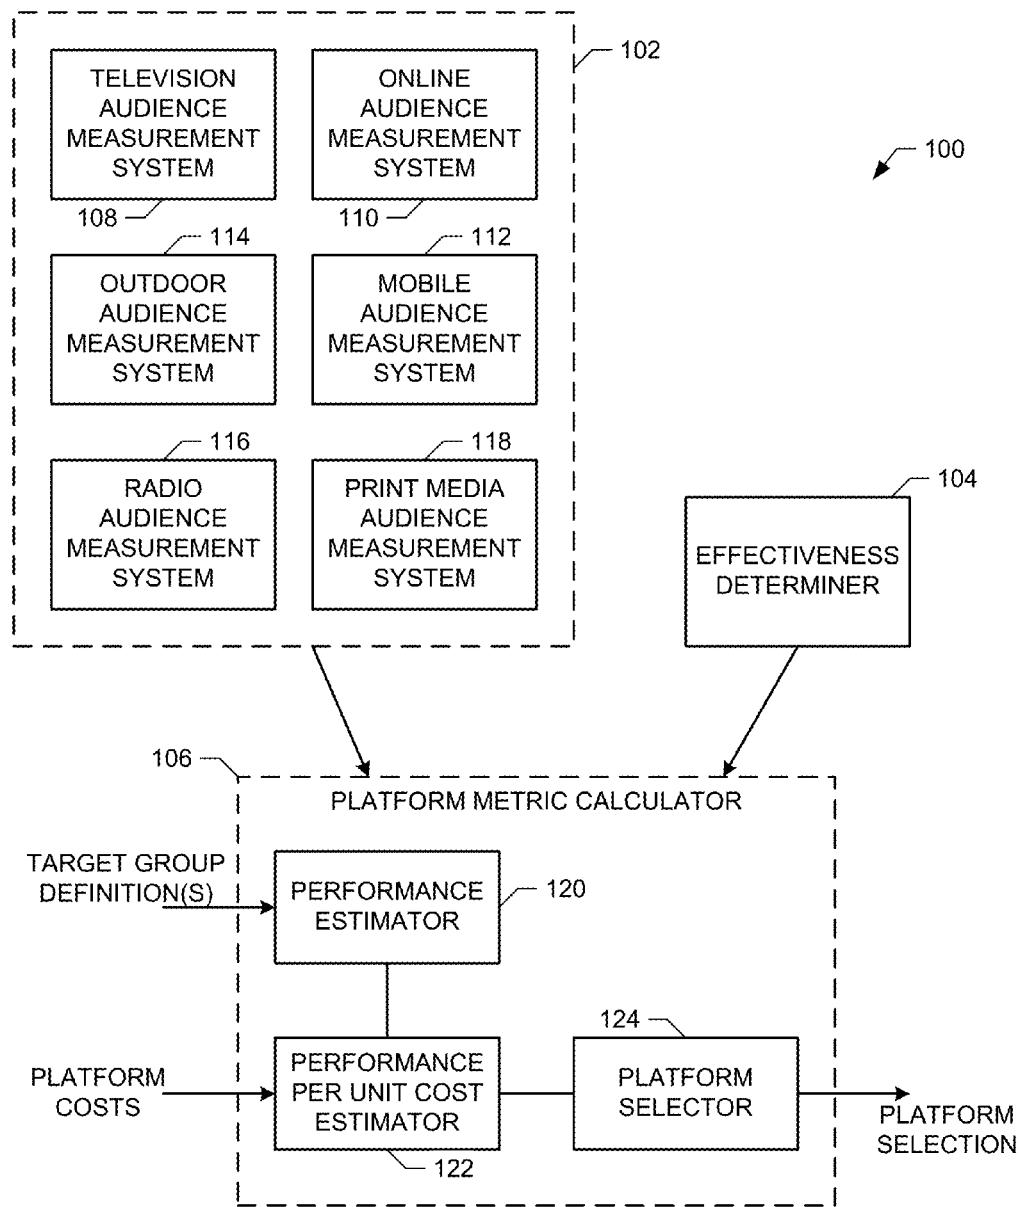 102
TELEVISION
AUDIENCE
MEASUREMENT
SYSTEM
108
ONLINE
AUDIENCE
MEASUREMENT
SYSTEM
110
100
114
OUTDOOR
AUDIENCE
MEASUREMENT
SYSTEM
112
MOBILE
AUDIENCE
MEASUREMENT
SYSTEM
116
RADIO
AUDIENCE
MEASUREMENT
SYSTEM
118
PRINT MEDIA
AUDIENCE
MEASUREMENT
SYSTEM
104
EFFECTIVENESS
DETERMINER
106
PLATFORM METRIC CALCULATOR
TARGET GROUP
DEFINITION(S)
PERFORMANCE
ESTIMATOR
120
PLATFORM
COSTS
PERFORMANCE
PER UNIT COST
ESTIMATOR
122
124
PLATFORM
SELECTOR
PLATFORM
SELECTION